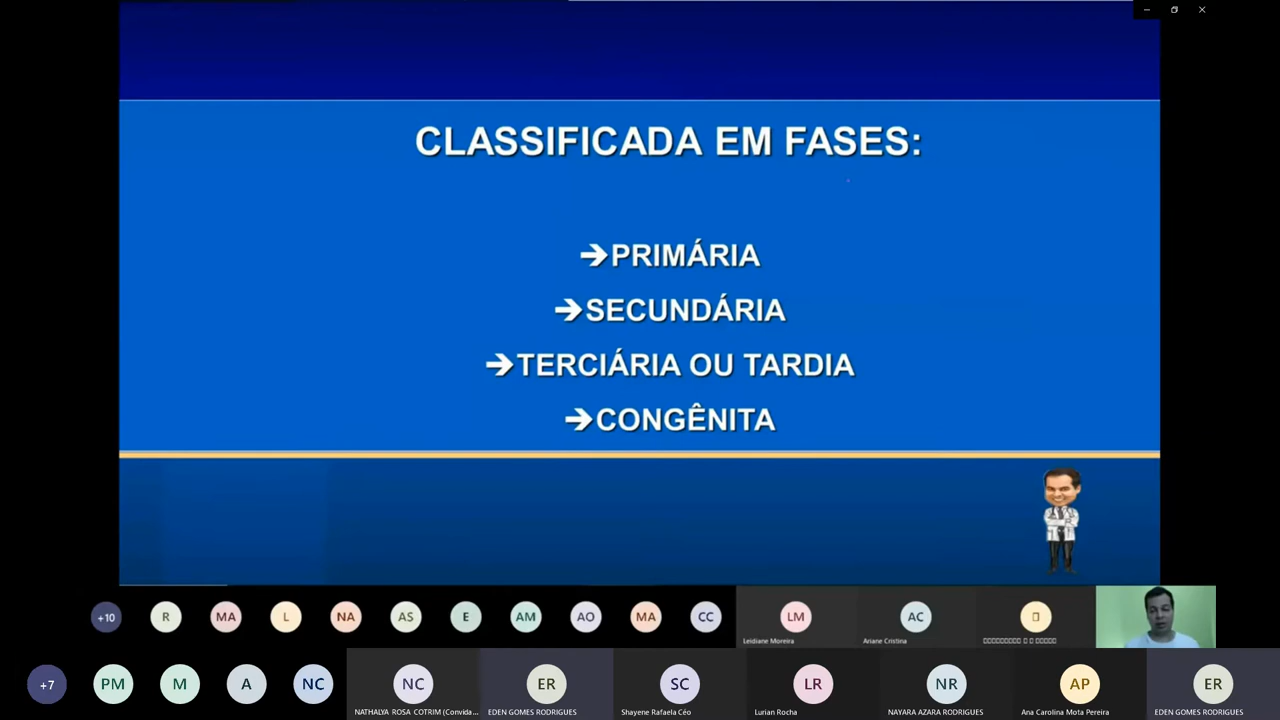 CLASSIFICADA EM FASES:
➔PRIMÁRIA
➔SECUNDÁRIA
➔TERCIÁRIA OU TARDIA
➔CONGÊNITA
+10
R
MA
L
NA
AS
E
AM
AO
MA
CC
LM
Leidiane Moreira
AC
Ariane Cristina
+7
PM
M
A
NC
NC
NATHALYA ROSA COTRIM (Convida...
ER
EDEN GOMES RODRIGUES
SC
Shayene Rafaela Céo
LR
Lurian Rocha
NR
NAYARA AZARA RODRIGUES
AP
Ana Carolina Mota Pereira
ER
EDEN GOMES RODRIGUES